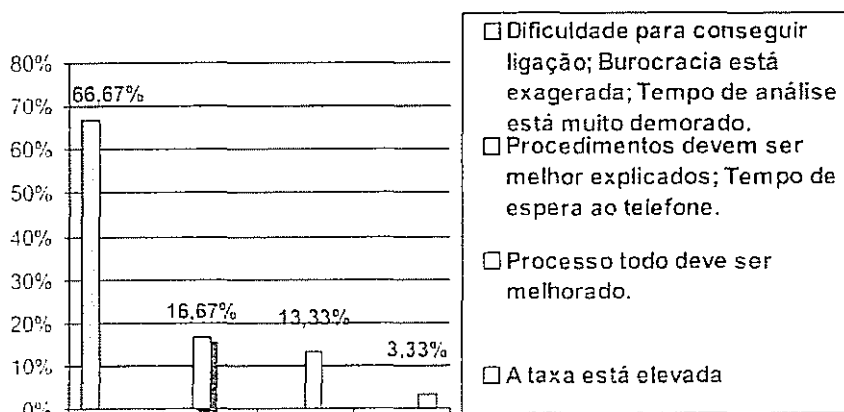 80%
70%
60%
50%
40%
30%
20%
10%
0%
66,67%
16,67%
13,33%
3,33%
Dificuldade para conseguir
ligação; Burocracia está
exagerada; Tempo de análise
está muito demorado.
Procedimentos devem ser
melhor explicados; Tempo de
espera ao telefone.
Processo todo deve ser
melhorado.
A taxa está elevada